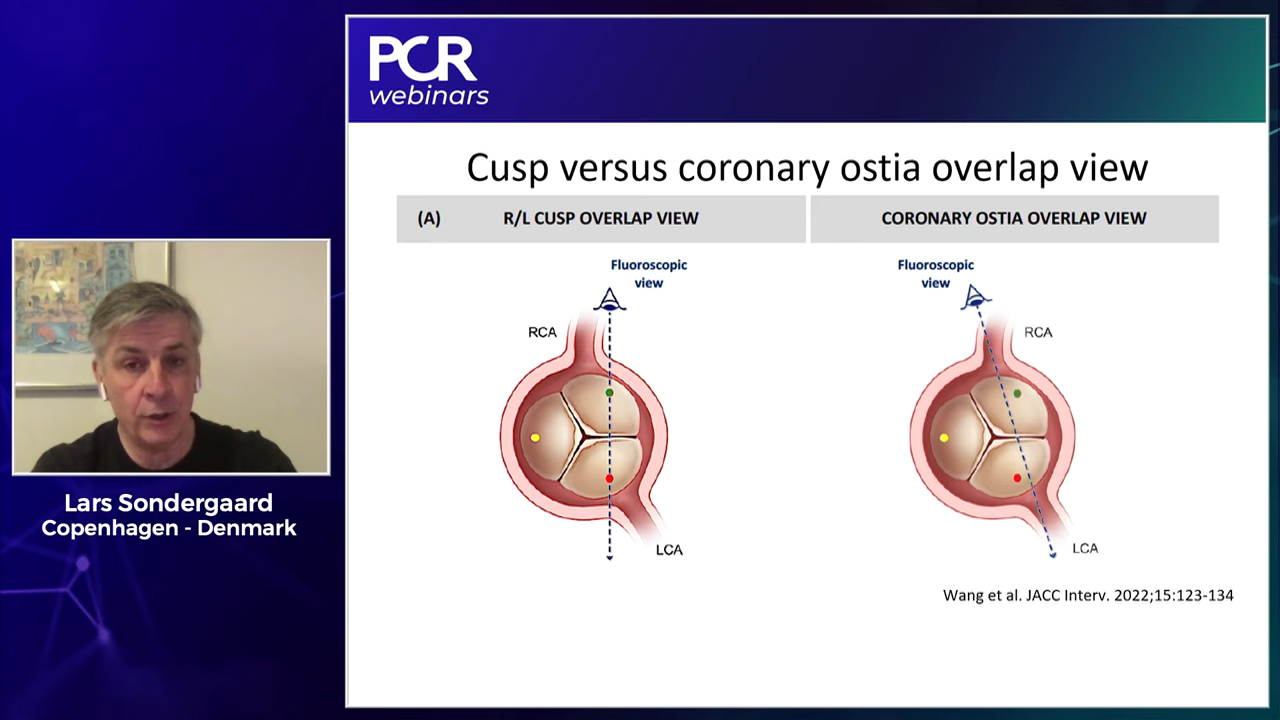 PCR
webinars
Cusp versus coronary ostia overlap view
(A) R/L CUSP OVERLAP VIEW
CORONARY OSTIA OVERLAP VIEW
Fluoroscopic
view
RCA
LCA
Fluoroscopic
view
RCA
LCA
Wang et al. JACC Interv. 2022;15:123-134
Lars Sondergaard
Copenhagen - Denmark